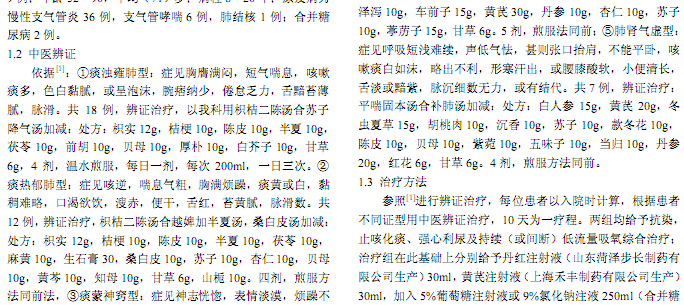 慢性支气管炎 36 例，支气管哮喘 6 例，肺结核 1 例；合并糖
尿病 2 例。
1.2 中医辨证
依据[1]：①痰浊雍肺型：症见胸膺满闷，短气喘息，咳嗽
痰多，色白黏腻，或呈泡沫，脘痞纳少，倦怠乏力，舌黯苔薄
腻，脉滑。共 18 例，辨证治疗，以我科用枳桔二陈汤合苏子
降气汤加减：处方：枳实 12g，桔梗 10g，陈皮 10g，半夏 10g，
茯苓 10g，前胡 10g，贝母 10g，厚朴 10g，白芥子 10g，甘草
6g，4 剂，温水煎服，每日一剂，每次 200ml，一日三次。②
痰热郁肺型，症见咳逆，喘息气粗，胸满烦躁，痰黄或白，黏
稠难咯，口渴欲饮，溲赤，便干，舌红，苔黄腻，脉滑数。共
12 例，辨证治疗，枳桔二陈汤合越婢加半夏汤，桑白皮汤加减：
处方：枳实 12g，桔梗 10g，陈皮 10g，半夏 10g，茯苓 10g，
麻黄 10g，生石膏 30，桑白皮 10g，苏子 10g，杏仁 10g，贝母
10g，黄芩 10g，知母 10g，甘草 6g，山栀 10g。四剂，煎服方
法同前法，③痰蒙神窍型：症见神志恍惚，表情淡漠，烦躁不
泽泻 10g，车前子 15g，黄芪 30g，丹参 10g，杏仁 10g，苏子
10g，葶苈子 15g，甘草 6g。5 剂，煎服方法同前；⑤肺肾气虚型：
症见呼吸短浅难续，声低气怯，甚则张口抬肩，不能平卧，咳
嗽痰白如沫，略出不利，形寒汗出，或腰膝酸软，小便清长，
舌淡或黯紫，脉沉细数无力，或有结代。共 7 例，辨证治疗：
平喘固本汤合补肺汤加减：处方：白人参 15g，黄芪 20g，冬
虫夏草 15g，胡桃肉 10g，沉香 10g，苏子 10g，款冬花 10g，
陈皮 10g，贝母 10g，紫菀 10g，五味子 10g，当归 10g，丹参
20g，红花 6g，甘草 6g。4 剂，煎服方法同前。
1.3 治疗方法
参照[1]进行辨证治疗，每位患者以入院时计算，根据患者
不同证型用中医辨证治疗，10 天为一疗程。两组均给予抗染，
止咳化痰、强心利尿及持续（或间断）低流量吸氧综合治疗；
治疗组在此基础上分别给予丹红注射液（山东菏泽步长制药有
限公司生产）30ml，黄芪注射液（上海禾丰制药有限公司生产）
30ml，加入 5%葡萄糖注射液或 9%氯化钠注液 250ml（合并糖